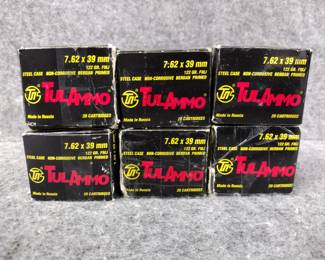 7.62 x 39 mm
122 GR. FMJ
STEEL CASE NON-CORROSIVE BERDAN PRIMED
TulAmmo
Made in Russia
20 CARTRIDGES
7.62 x 39 mm
122 GR. FMJ
STEEL CASE NON-CORROSIVE BERDAN PRIMED
TulAmmo
Made in Russia
20 CARTRIDGES
7.62 x 39 mm
122 GR. FMJ
STEEL CASE NON-CORROSIVE BERDAN PRIMED
TulAmmo
Made in Russia
20 CARTRIDGES
7.62 x 39 mm
122 GR. FMJ
STEEL CASE NON-CORROSIVE BERDAN PRIMED
TulAmmo
Made in Russia
20 CARTRIDGES
7.62 x 39 mm
122 GR. FMJ
STEEL CASE NON-CORROSIVE BERDAN PRIMED
TulAmmo
Made in Russia
20 CARTRIDGES
7.62 x 39 mm
122 GR. FMJ
STEEL CASE NON-CORROSIVE BERDAN PRIMED
TulAmmo
Made in Russia
20 CARTRIDGES